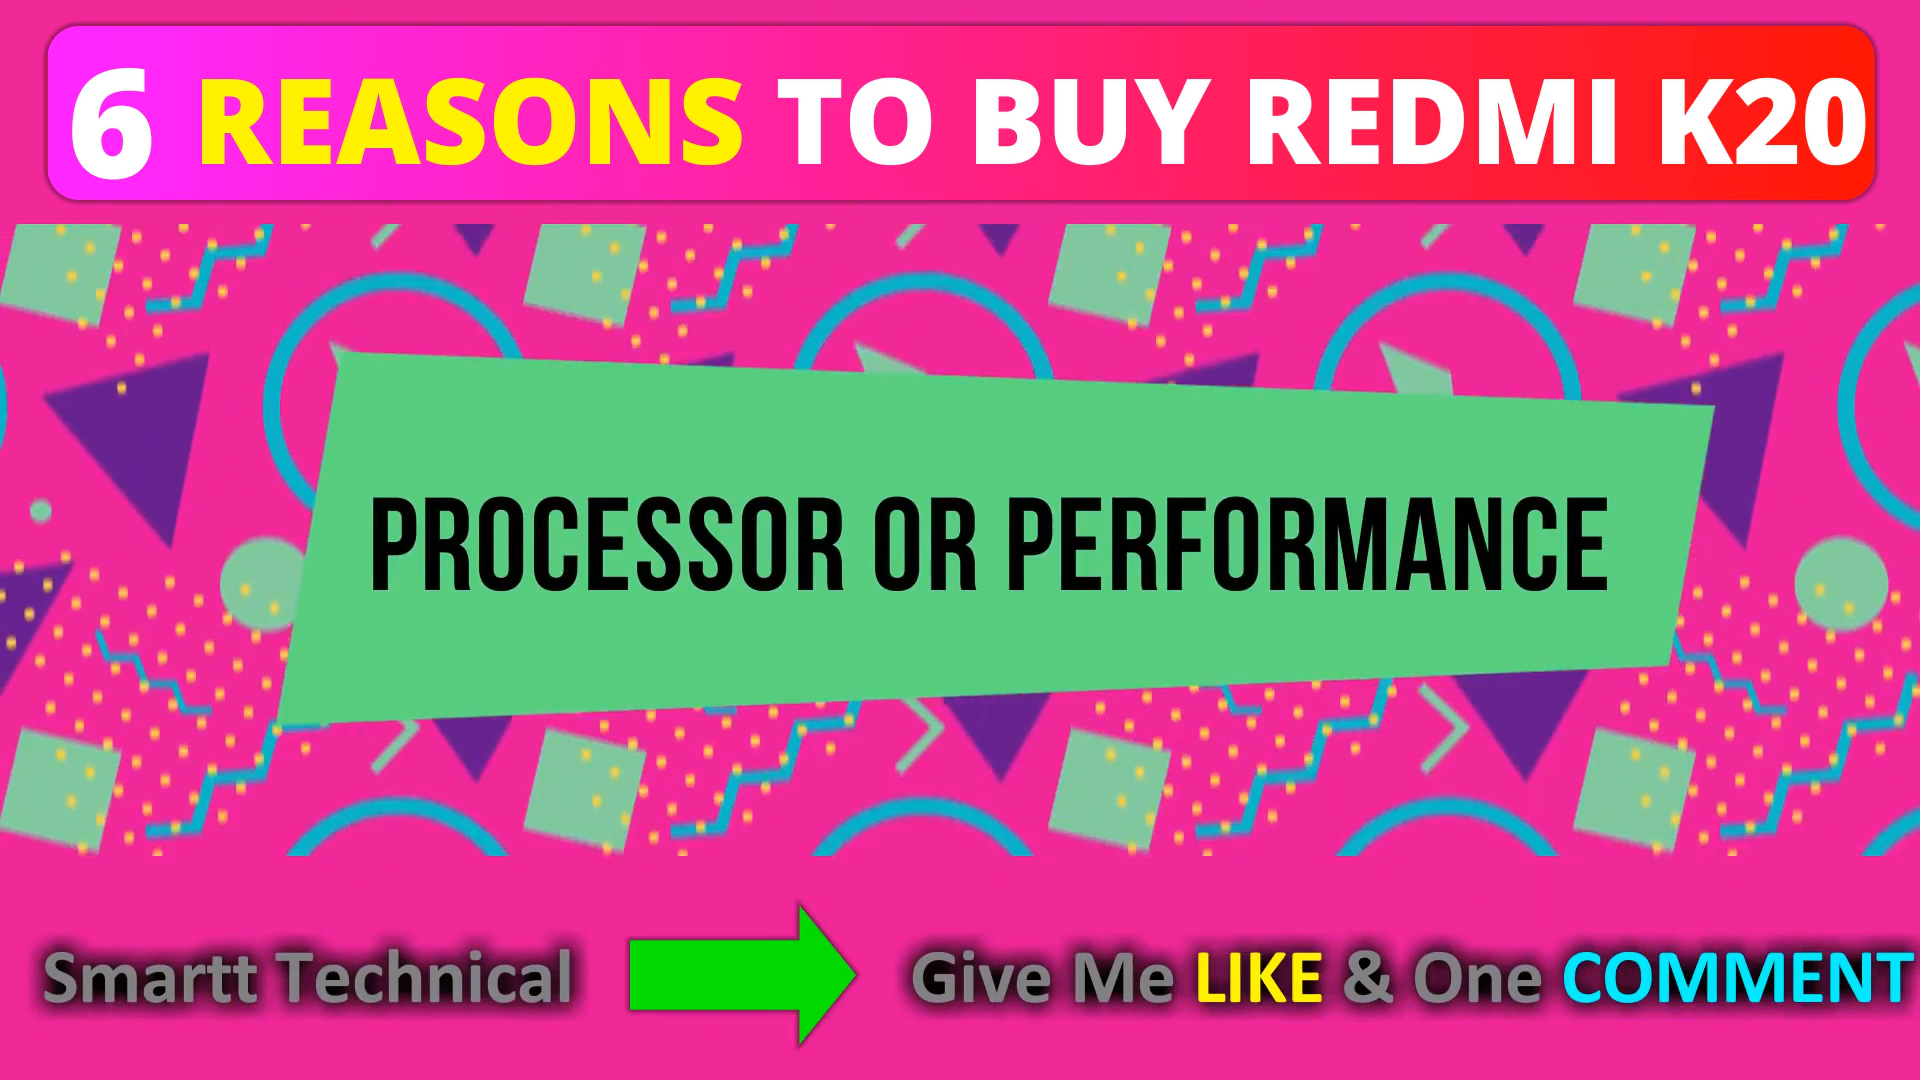 6 REASONS TO BUY REDMI K20
PROCESSOR OR PERFORMANCE
Smartt Technical
Give Me LIKE & One COMMENT